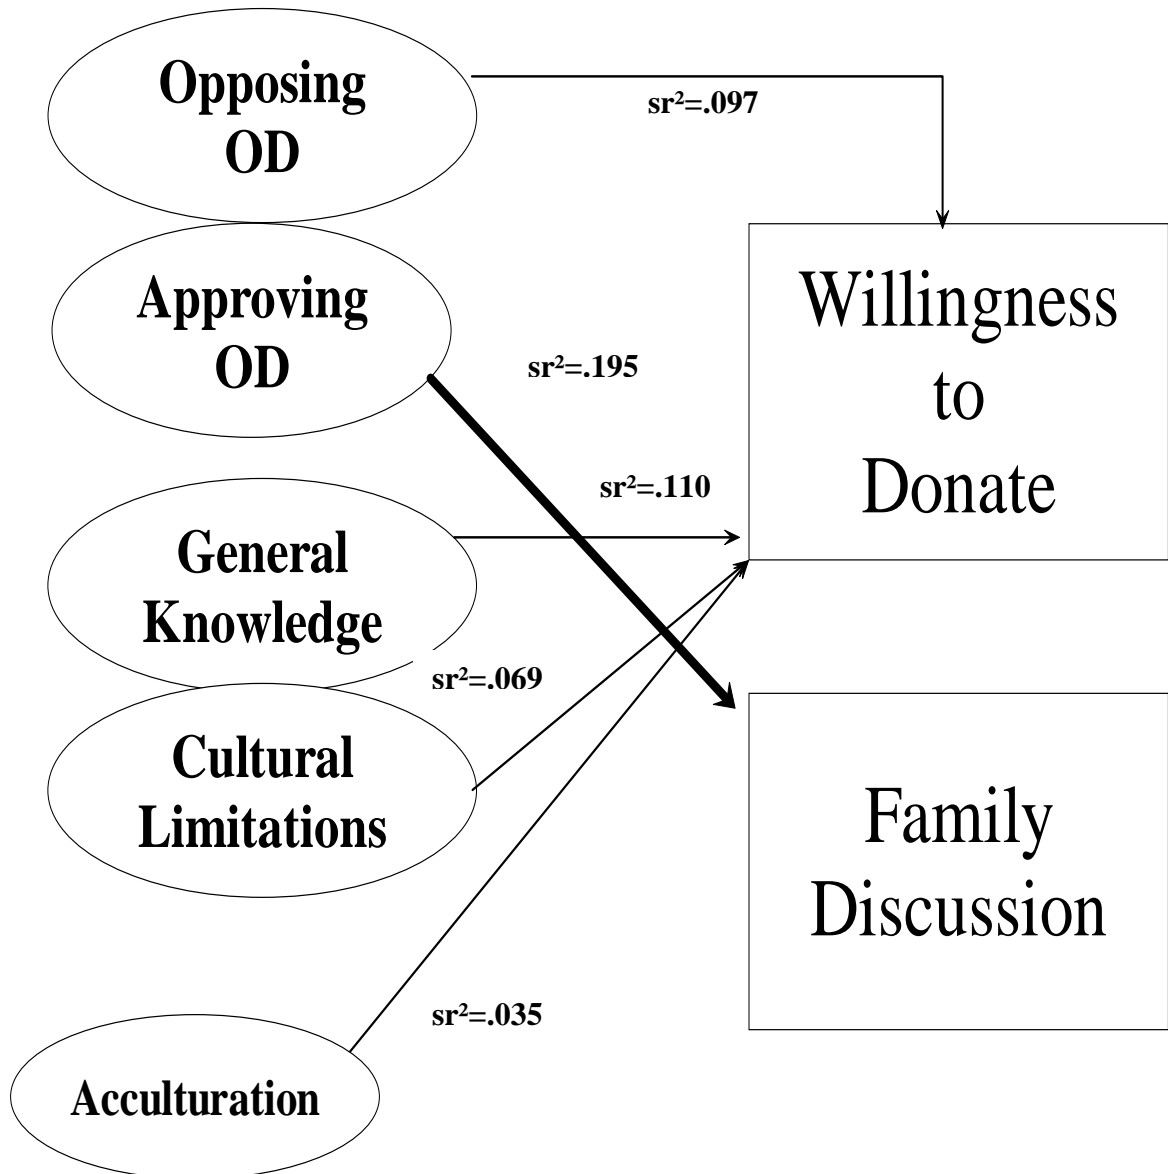 Opposing
OD
sr²=.097
Approving
OD
sr²=.195
Willingness
to
Donate
sr²=.110
General
Knowledge
sr²=.069
Cultural
Limitations
Family
Discussion
sr²=.035
Acculturation